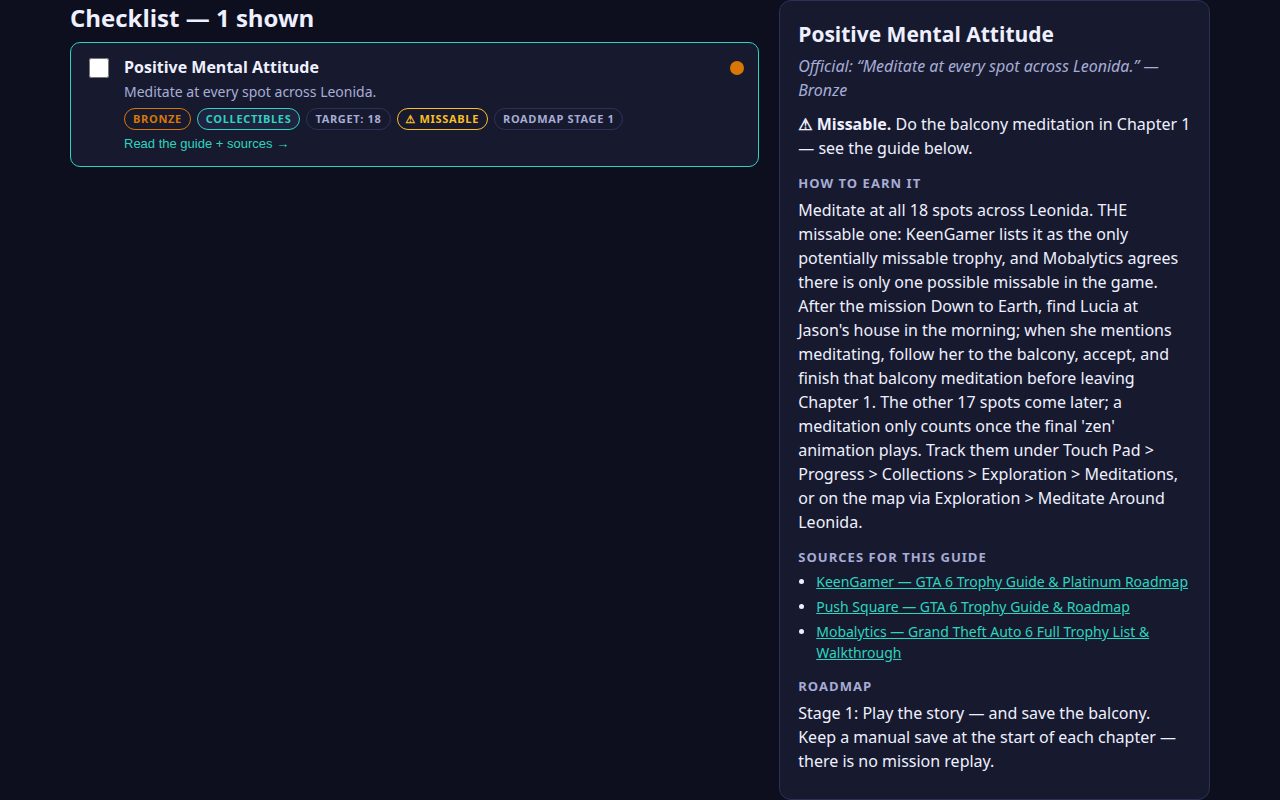 Checklist — 1 shown
Positive Mental Attitude
Meditate at every spot across Leonida.
BRONZE
COLLECTIBLES
TARGET: 18
⚠ MISSABLE
ROADMAP STAGE 1
Read the guide + sources →
Positive Mental Attitude
Official: “Meditate at every spot across Leonida.” —
Bronze
⚠ Missable. Do the balcony meditation in Chapter 1
— see the guide below.
HOW TO EARN IT
Meditate at all 18 spots across Leonida. THE
missable one: KeenGamer lists it as the only
potentially missable trophy, and Mobalytics agrees
there is only one possible missable in the game.
After the mission Down to Earth, find Lucia at
Jason's house in the morning; when she mentions
meditating, follow her to the balcony, accept, and
finish that balcony meditation before leaving
Chapter 1. The other 17 spots come later; a
meditation only counts once the final 'zen'
animation plays. Track them under Touch Pad >
Progress > Collections > Exploration > Meditations,
or on the map via Exploration > Meditate Around
Leonida.
SOURCES FOR THIS GUIDE
• KeenGamer — GTA 6 Trophy Guide & Platinum Roadmap
• Push Square — GTA 6 Trophy Guide & Roadmap
• Mobalytics — Grand Theft Auto 6 Full Trophy List &
Walkthrough
ROADMAP
Stage 1: Play the story — and save the balcony.
Keep a manual save at the start of each chapter —
there is no mission replay.